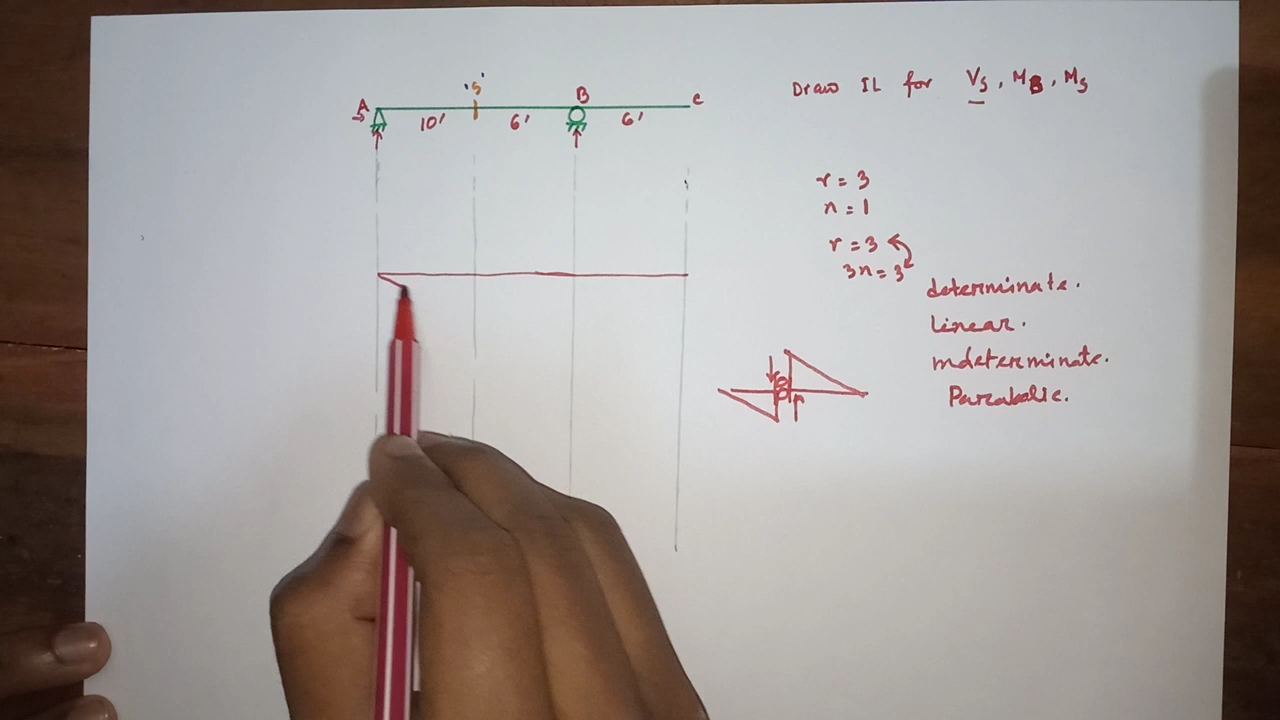 'S'
A B C
10' 6' 6'
Draw IL for Vs, MB, Ms
r = 3
n = 1
r = 3
3n = 3
determinate.
Linear.
Indeterminate.
Parabolic.